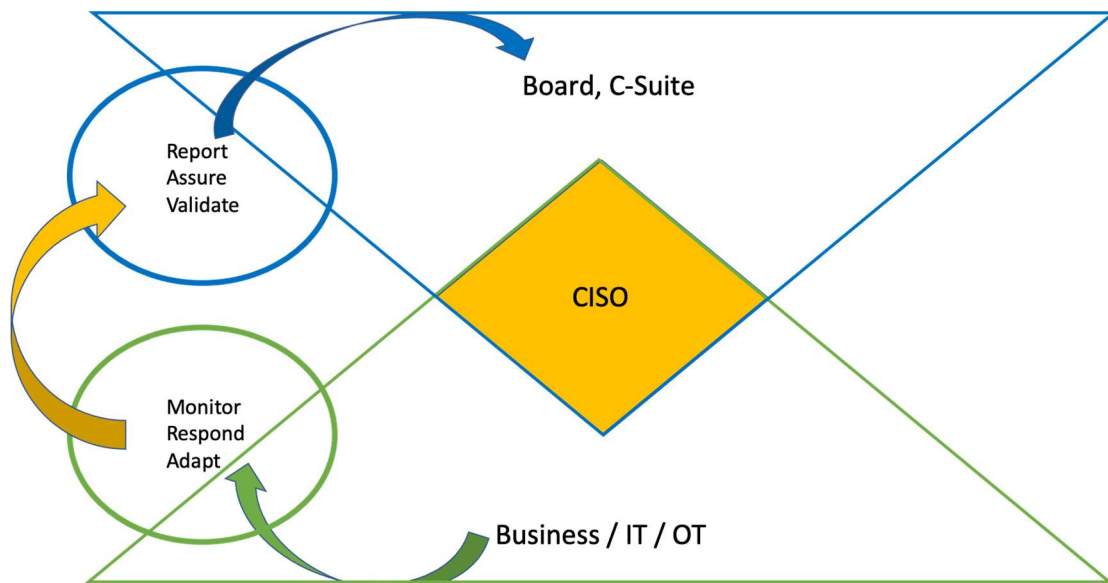 Board, C-Suite
Report
Assure
Validate
CISO
Monitor
Respond
Adapt
Business / IT / OT